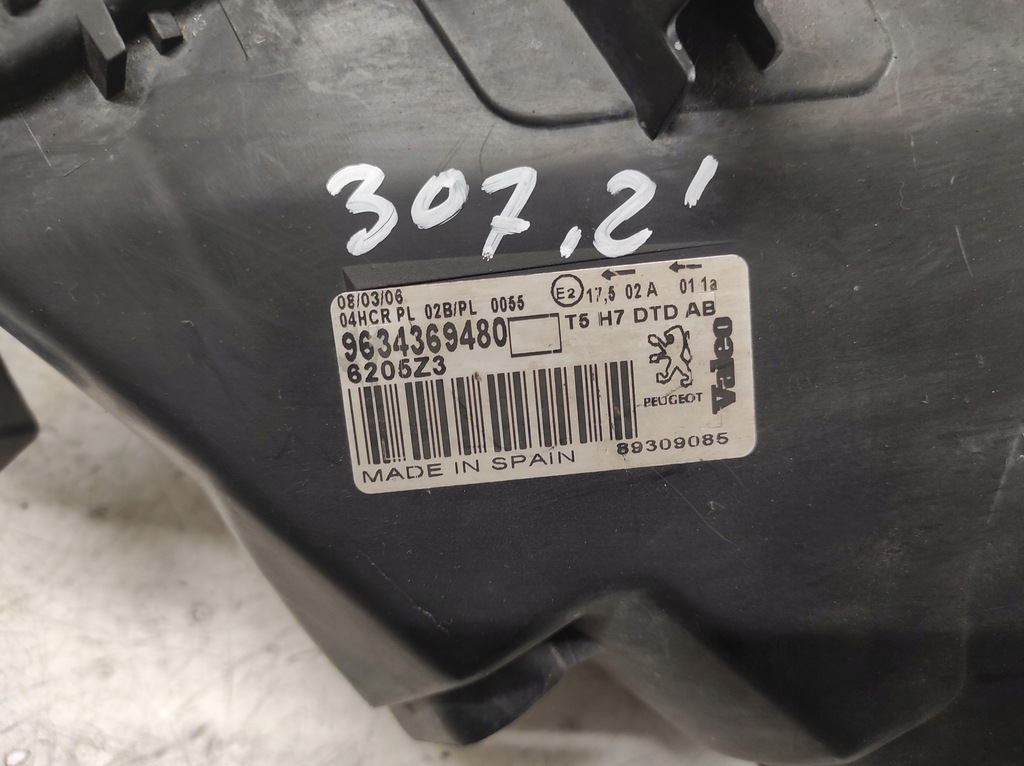 307,2'
08/03/06
04HCR PL 02B/PL 0055
E2 17,5 02 A 01 1a
9634369480
T5 H7 DTD AB
6205Z3
PEUGEOT
Valeo
89309085
MADE IN SPAIN